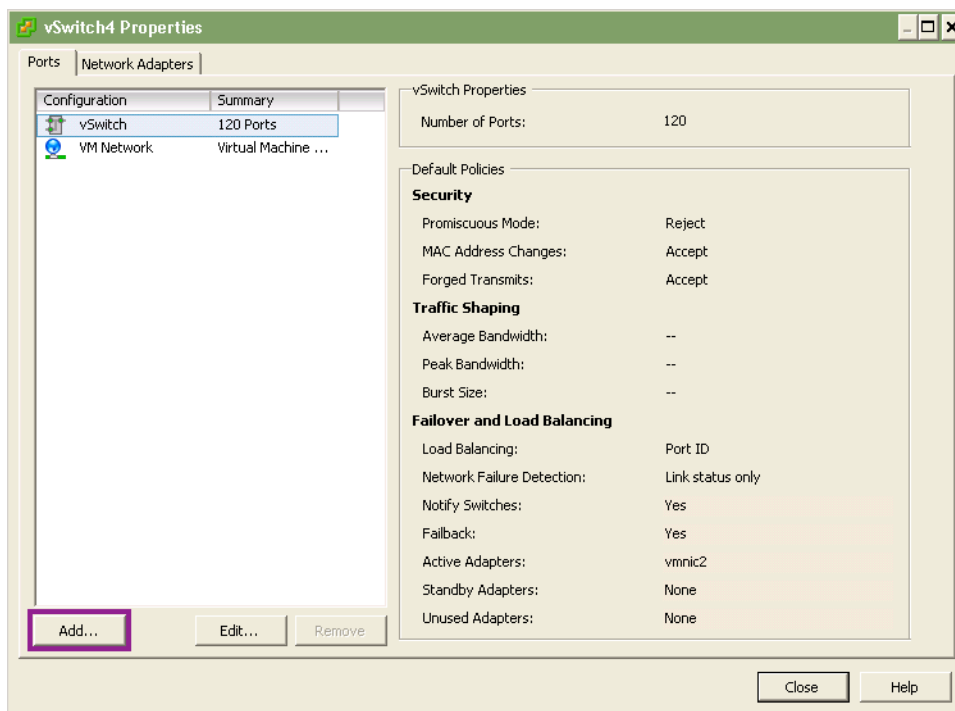 vSwitch4 Properties
Ports
Network Adapters
Configuration Summary
vSwitch 120 Ports
VM Network Virtual Machine ...
Add...
Edit...
Remove
vSwitch Properties
Number of Ports: 120
Default Policies
Security
Promiscuous Mode: Reject
MAC Address Changes: Accept
Forged Transmits: Accept
Traffic Shaping
Average Bandwidth: --
Peak Bandwidth: --
Burst Size: --
Failover and Load Balancing
Load Balancing: Port ID
Network Failure Detection: Link status only
Notify Switches: Yes
Failback: Yes
Active Adapters: vmnic2
Standby Adapters: None
Unused Adapters: None
Close
Help